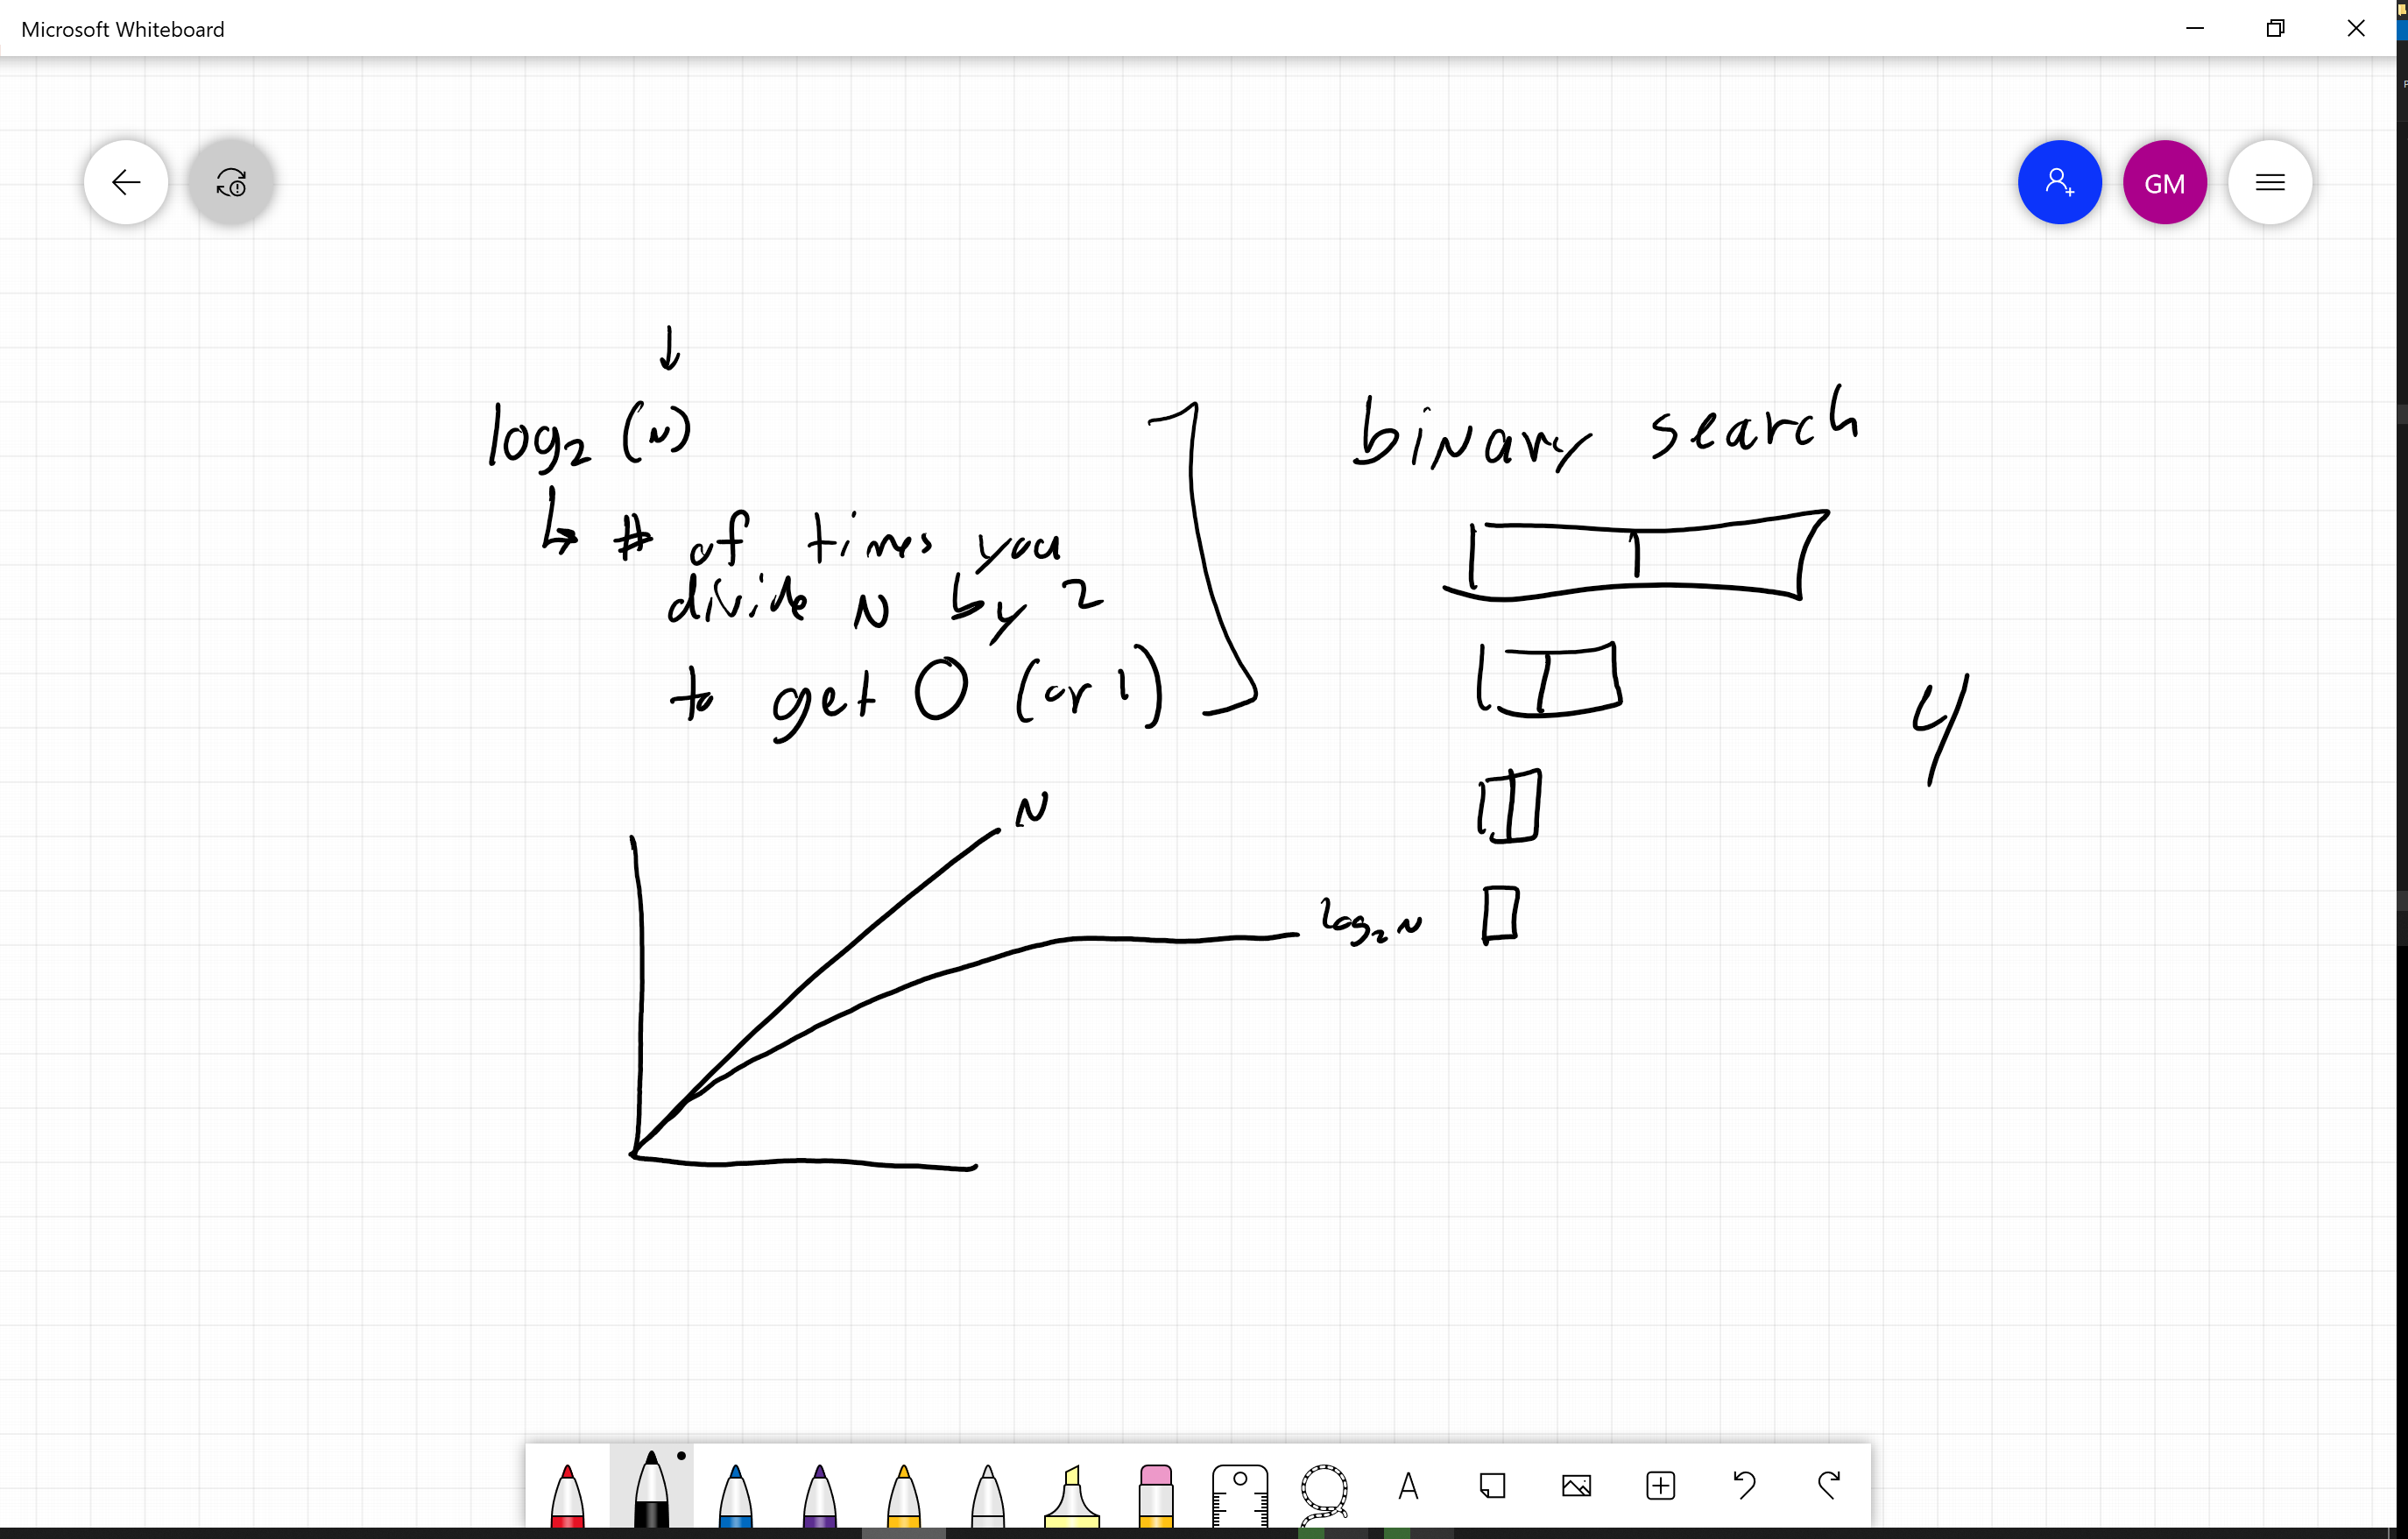 Microsoft Whiteboard
GM
log₂ (N)
↳ # of times you
divide N by 2
to get 0 (or 1)
binary search
4
N
log₂ N
A